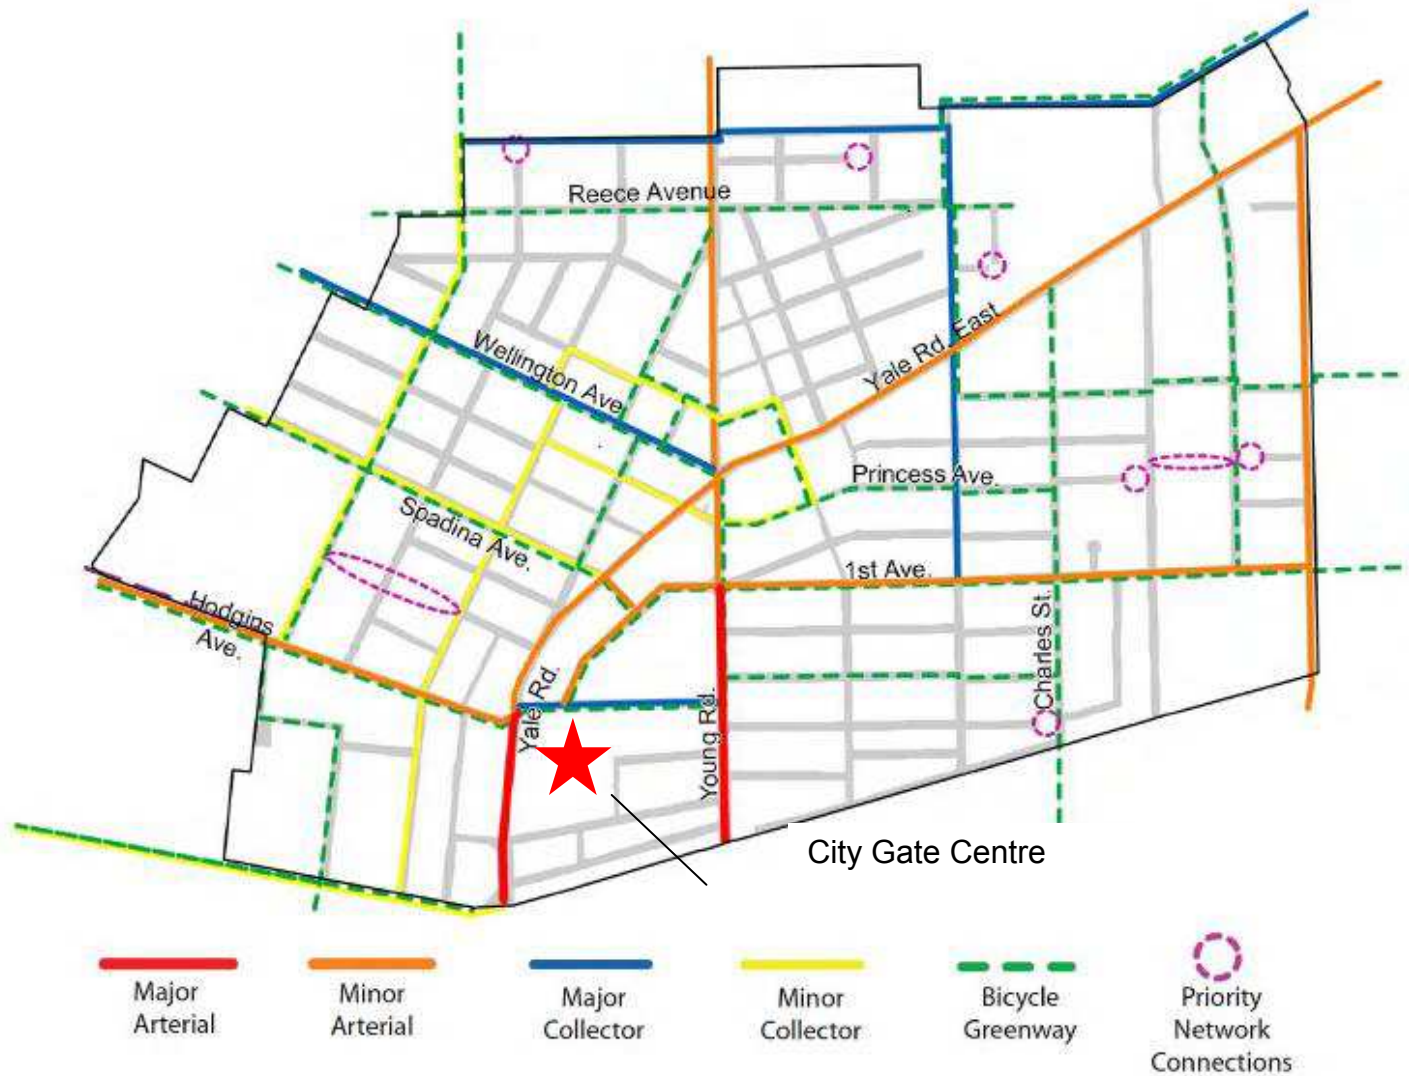 Reece Avenue
Wellington Ave.
Yale Rd. East
Princess Ave.
Spadina Ave.
1st Ave.
Hodgins
Ave.
Charles St.
Yale Rd.
Young Rd.
City Gate Centre
Major
Arterial
Minor
Arterial
Major
Collector
Minor
Collector
Bicycle
Greenway
Priority
Network
Connections